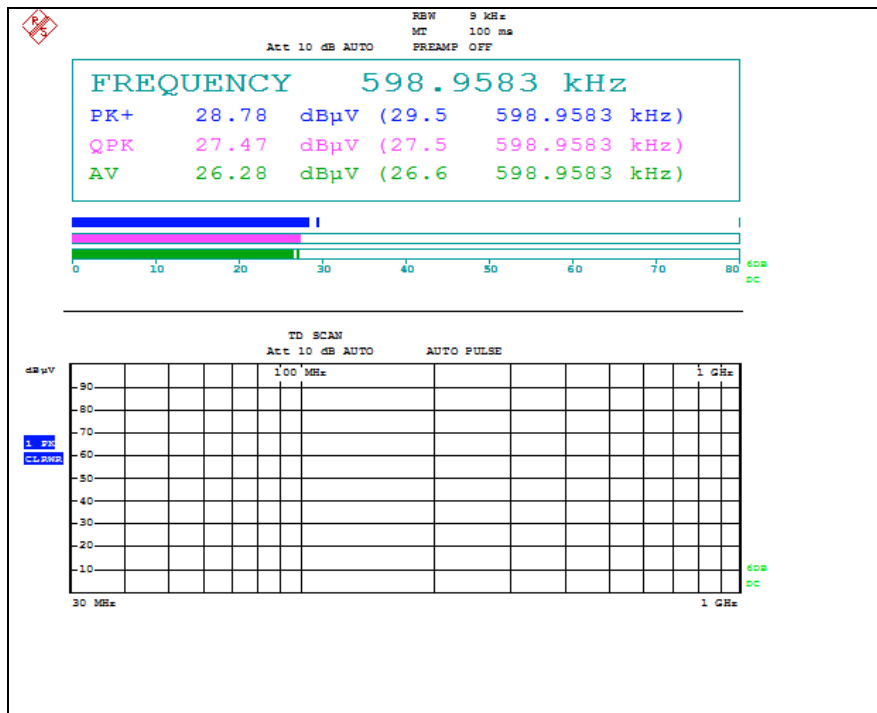 R S
RBW 9 kHz
MT 100 ms
Att 10 dB AUTO PREAMP OFF
FREQUENCY 598.9583 kHz
PK+ 28.78 dBµV (29.5 598.9583 kHz)
QPK 27.47 dBµV (27.5 598.9583 kHz)
AV 26.28 dBµV (26.6 598.9583 kHz)
0 10 20 30 40 50 60 70 80
6DB
DC
TD SCAN
Att 10 dB AUTO AUTO PULSE
dBµV
100 MHz 1 GHz
90
80
70
1 PK
CLRWR
60
50
40
30
20
10
6DB
DC
30 MHz 1 GHz